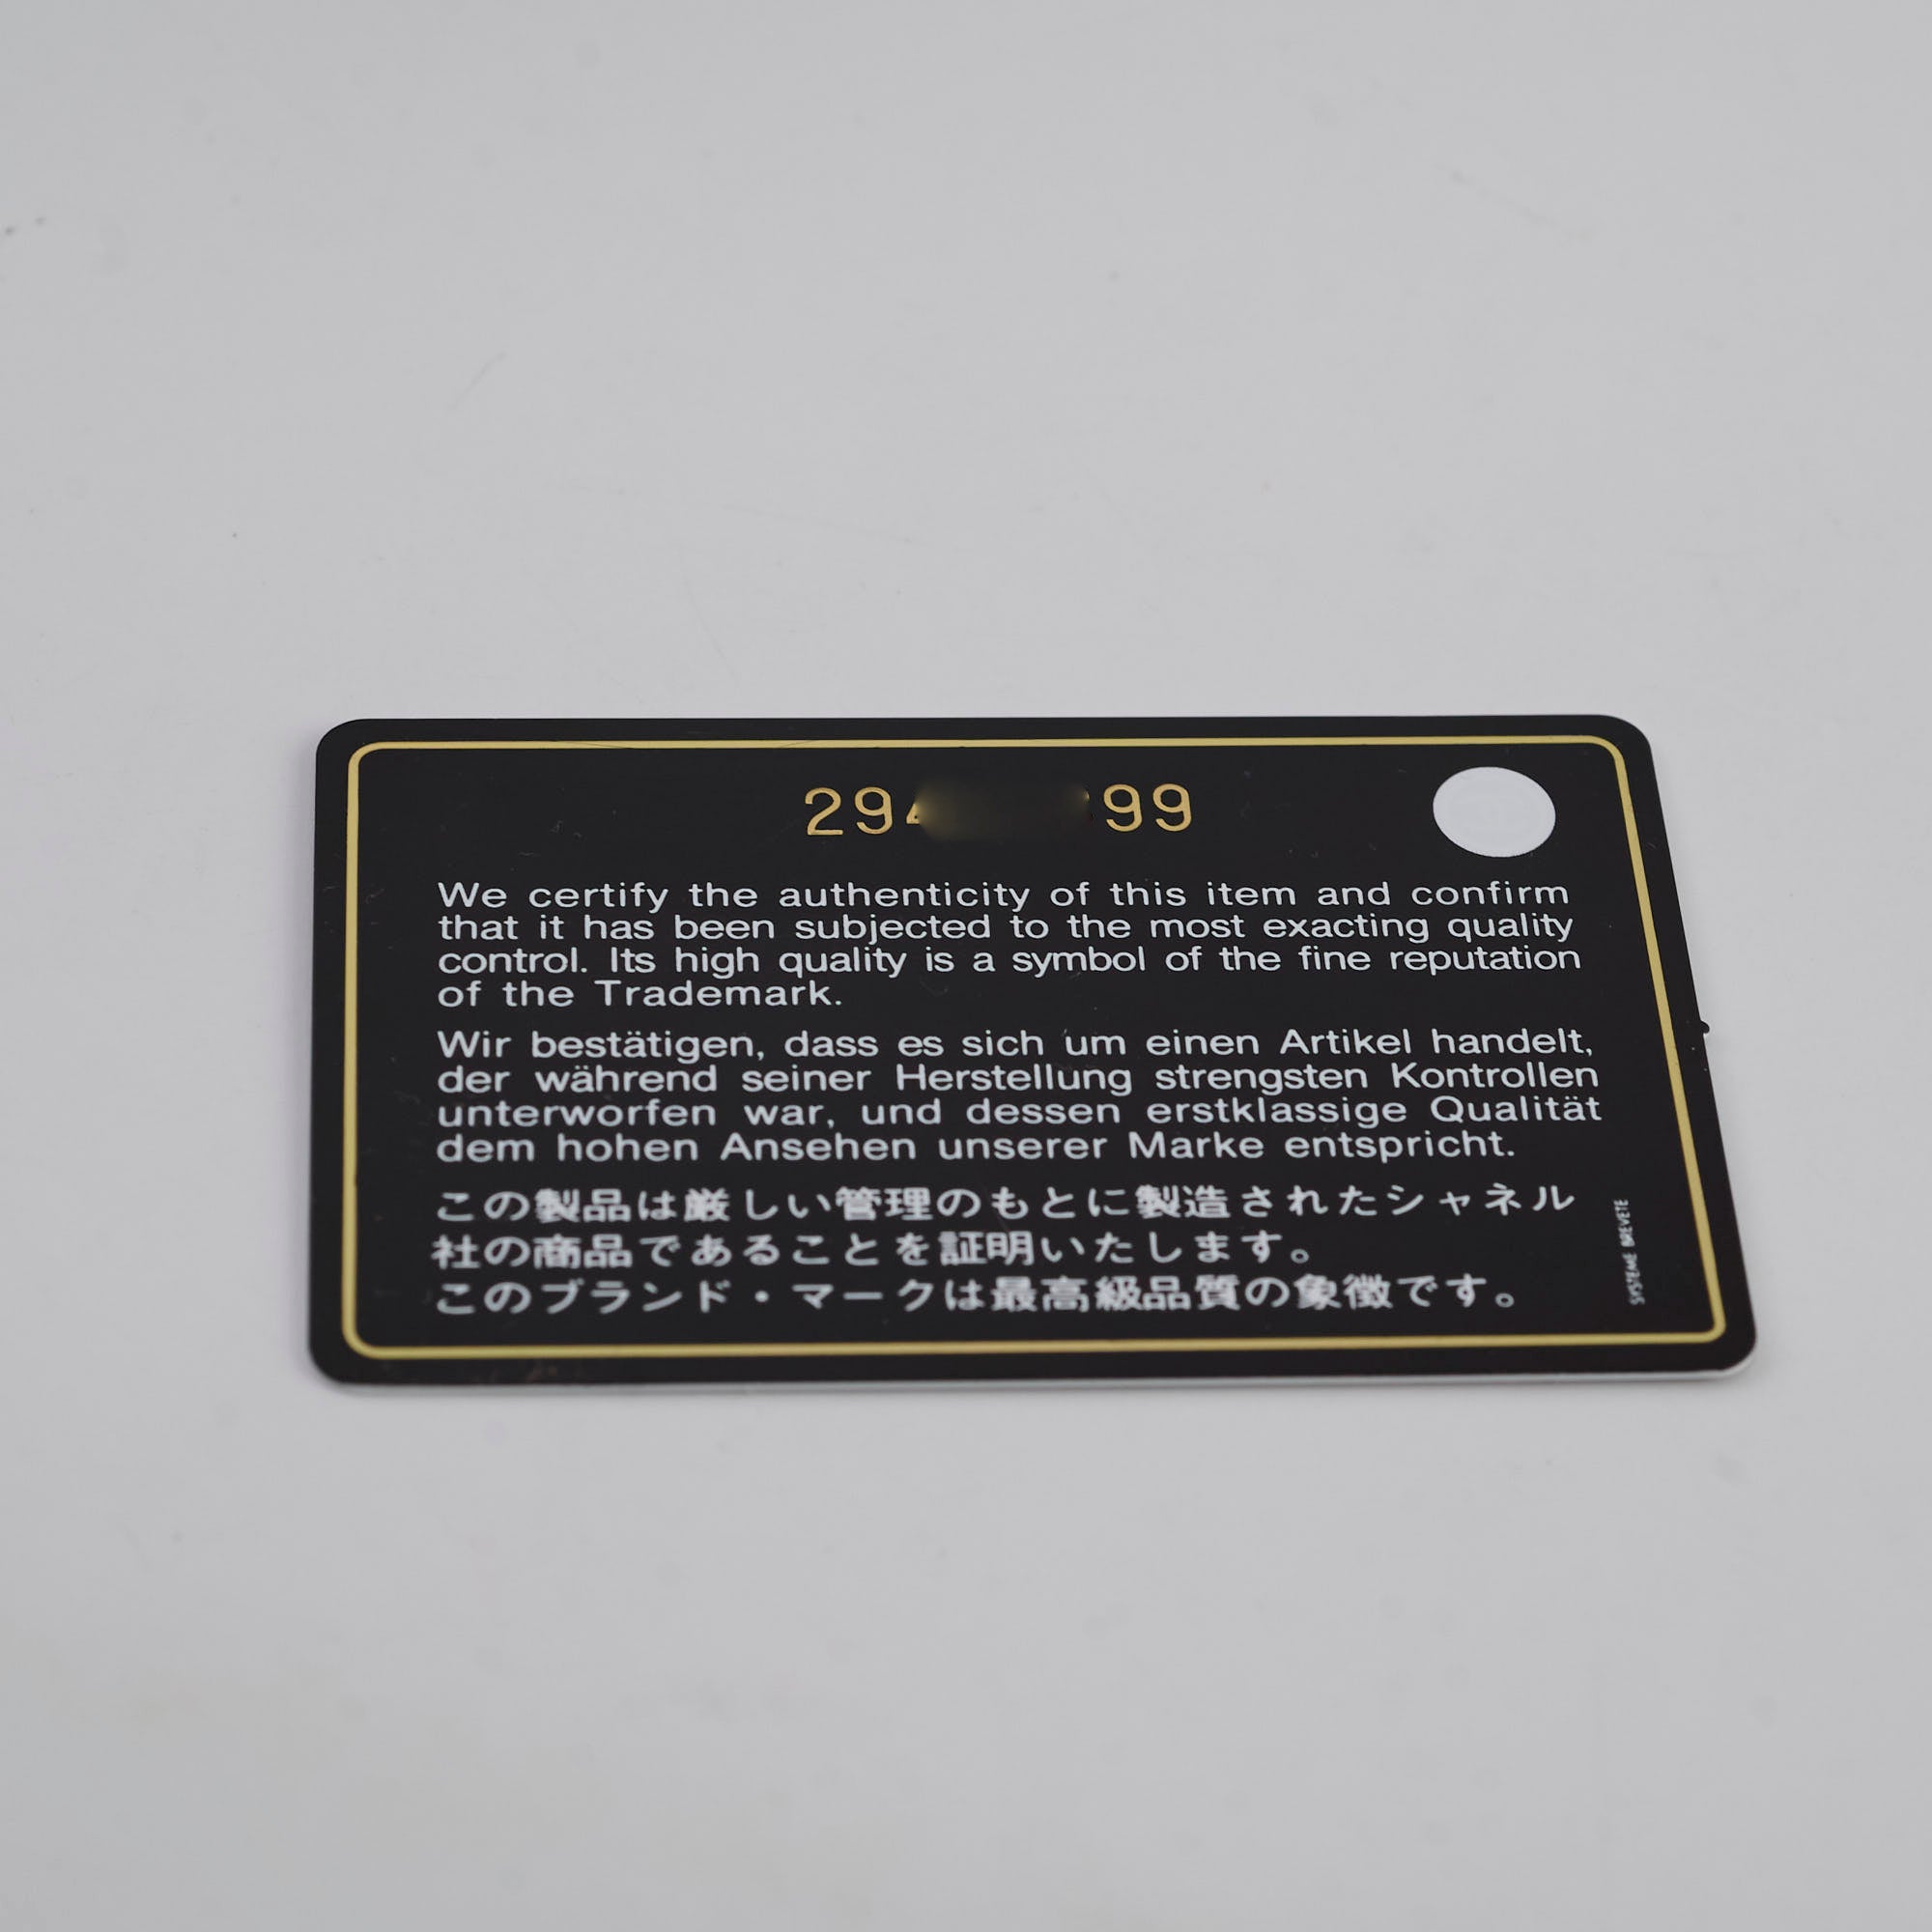 29 99
We certify the authenticity of this item and confirm
that it has been subjected to the most exacting quality
control. Its high quality is a symbol of the fine reputation
of the Trademark.
Wir bestätigen, dass es sich um einen Artikel handelt,
der während seiner Herstellung strengsten Kontrollen
unterworfen war, und dessen erstklassige Qualität
dem hohen Ansehen unserer Marke entspricht.
この製品は厳しい管理のもとに製造されたシャネル
社の商品であることを証明いたします。
このブランド・マークは最高級品質の象徴です。
SYSTEME BREVETE